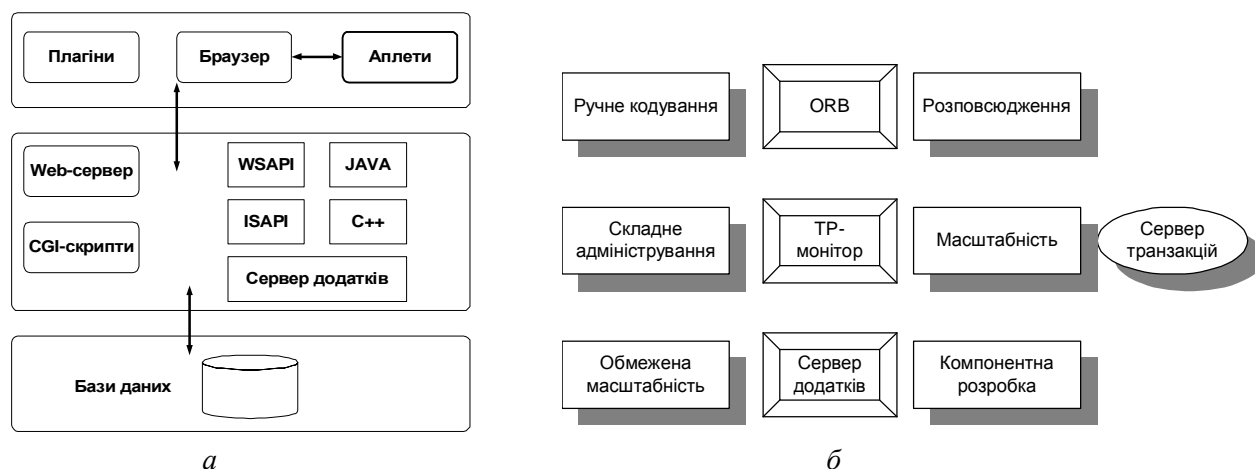 Плагіни
Браузер
Аплети
Web-сервер
WSAPI
JAVA
ISAPI
C++
CGI-скрипти
Сервер додатків
Бази даних
а
Ручне кодування
ORB
Розповсюдження
Складне
адміністрування
TP-
монітор
Масштабність
Сервер
транзакцій
Обмежена
масштабність
Сервер
додатків
Компонентна
розробка
б